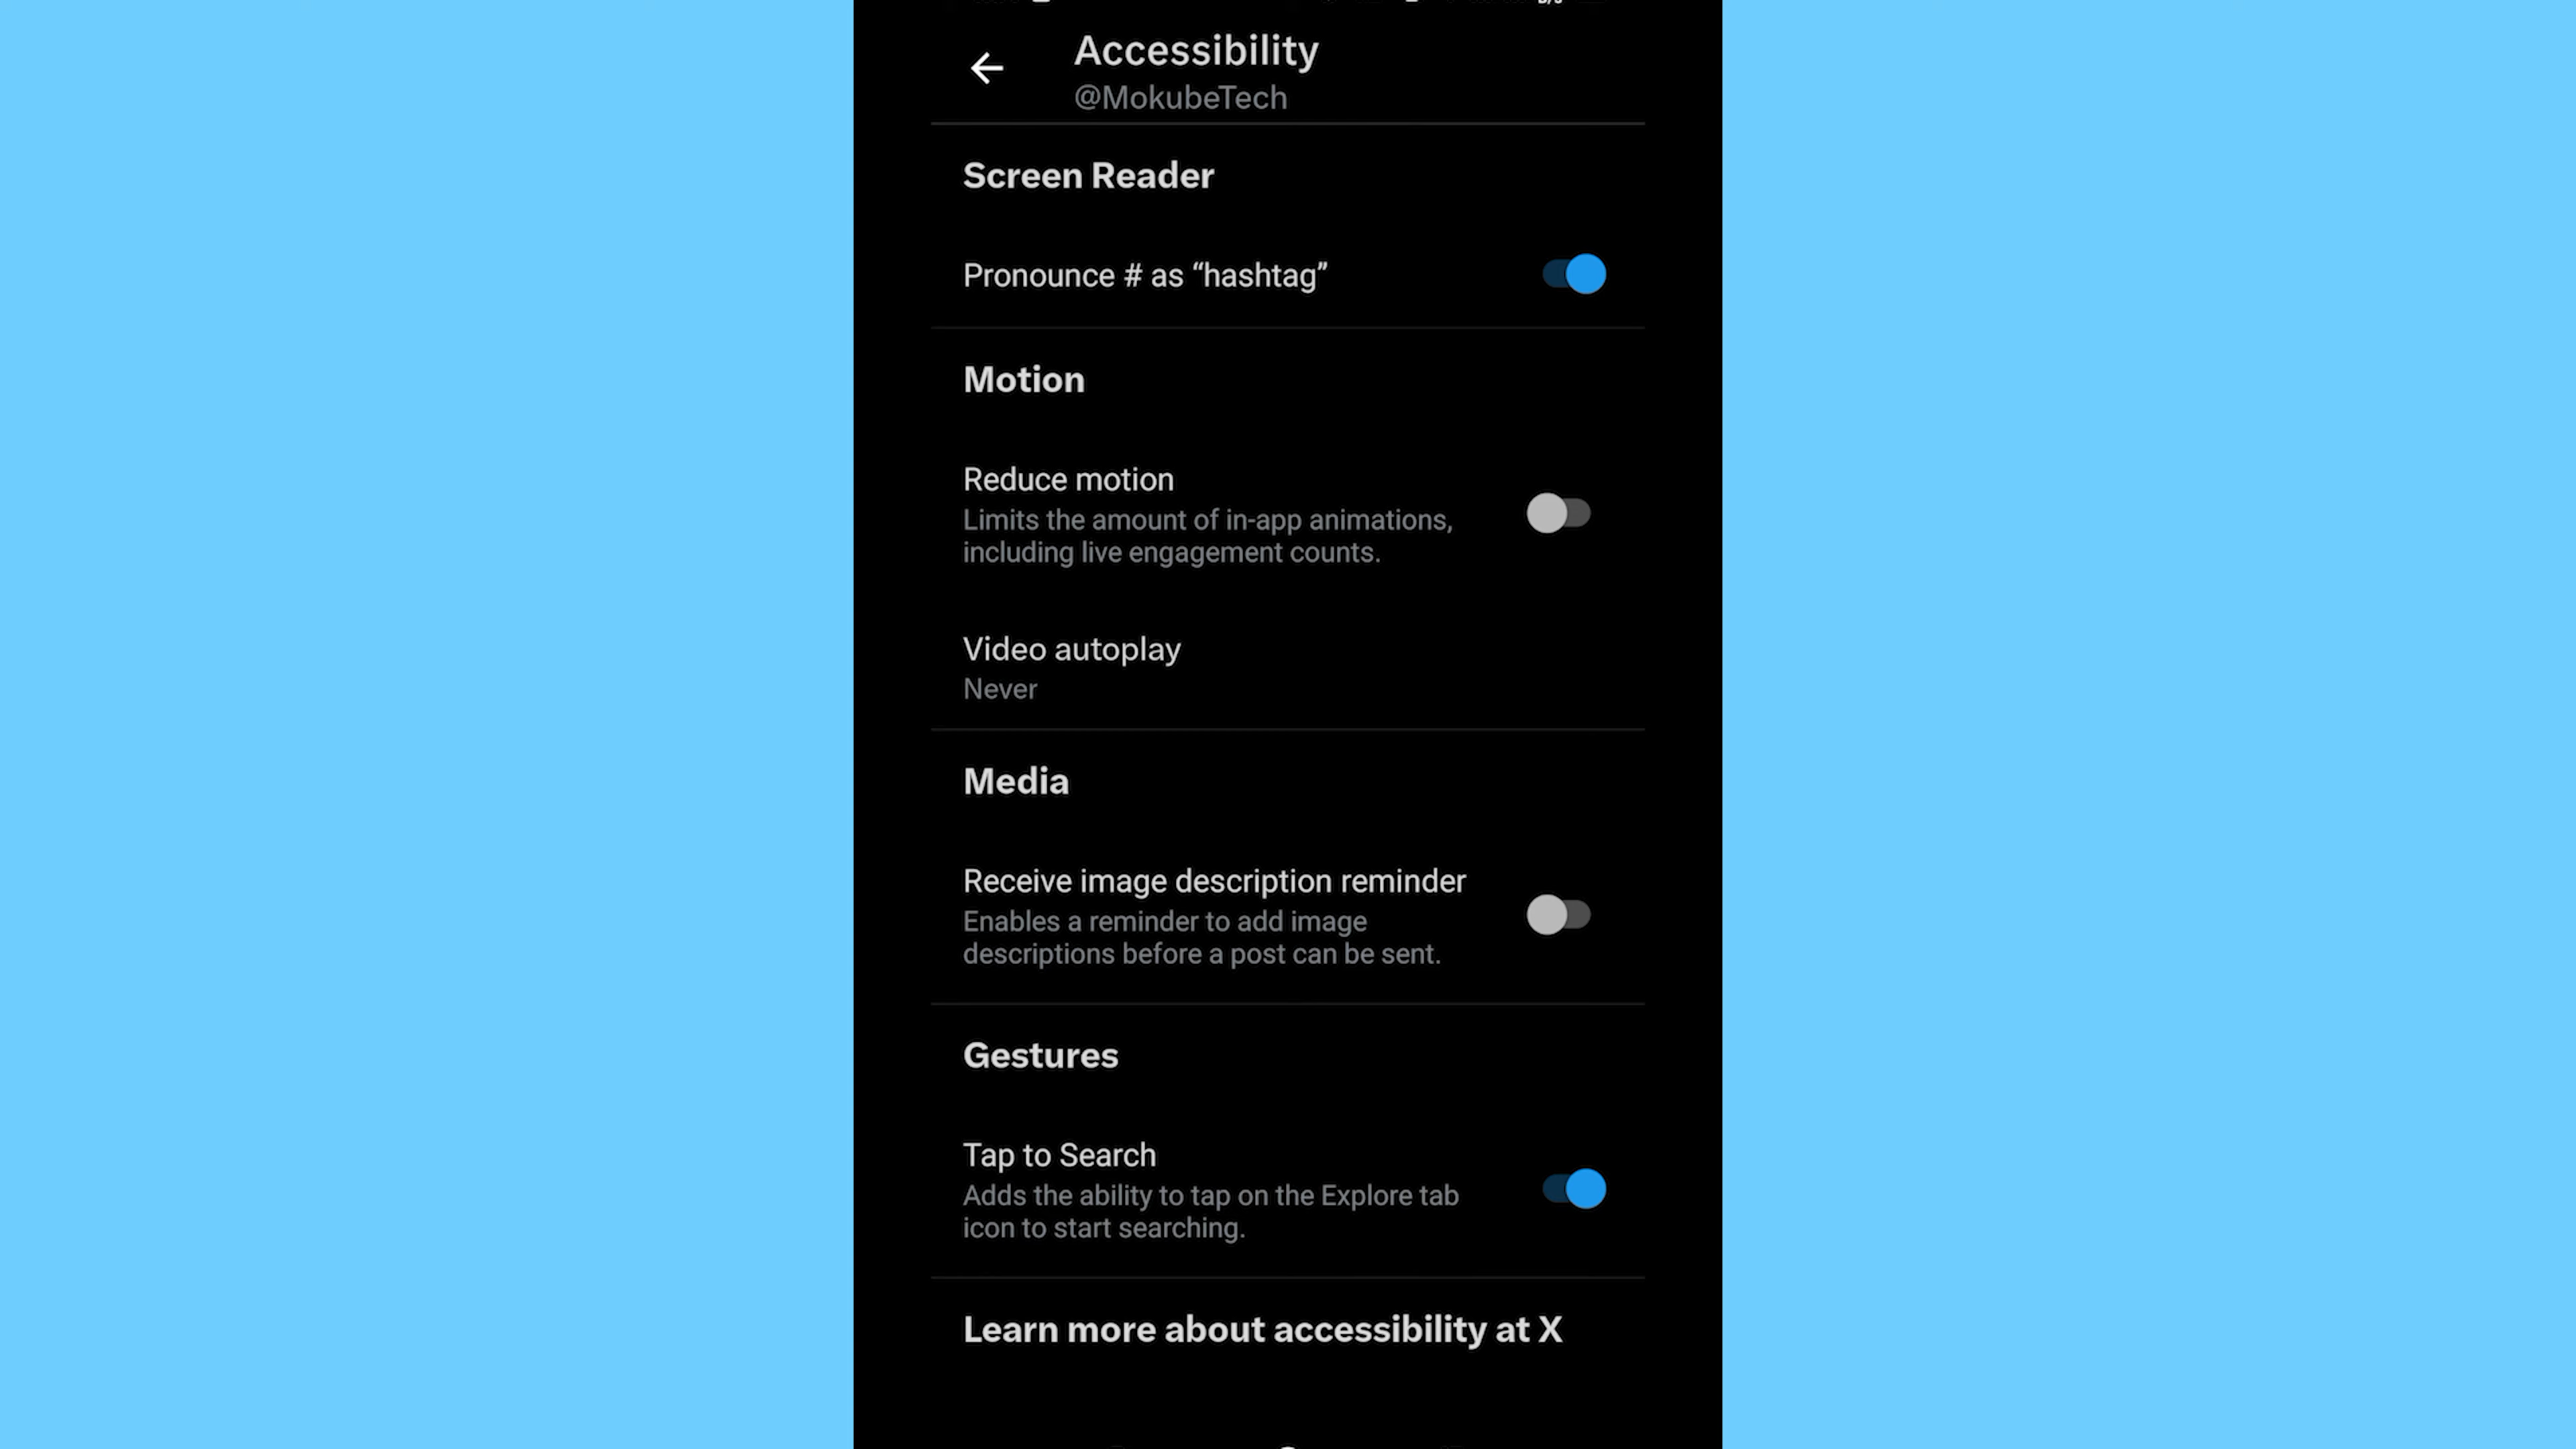 Accessibility
@MokubeTech
Screen Reader
Pronounce # as “hashtag”
Motion
Reduce motion
Limits the amount of in-app animations,
including live engagement counts.
Video autoplay
Never
Media
Receive image description reminder
Enables a reminder to add image
descriptions before a post can be sent.
Gestures
Tap to Search
Adds the ability to tap on the Explore tab
icon to start searching.
Learn more about accessibility at X